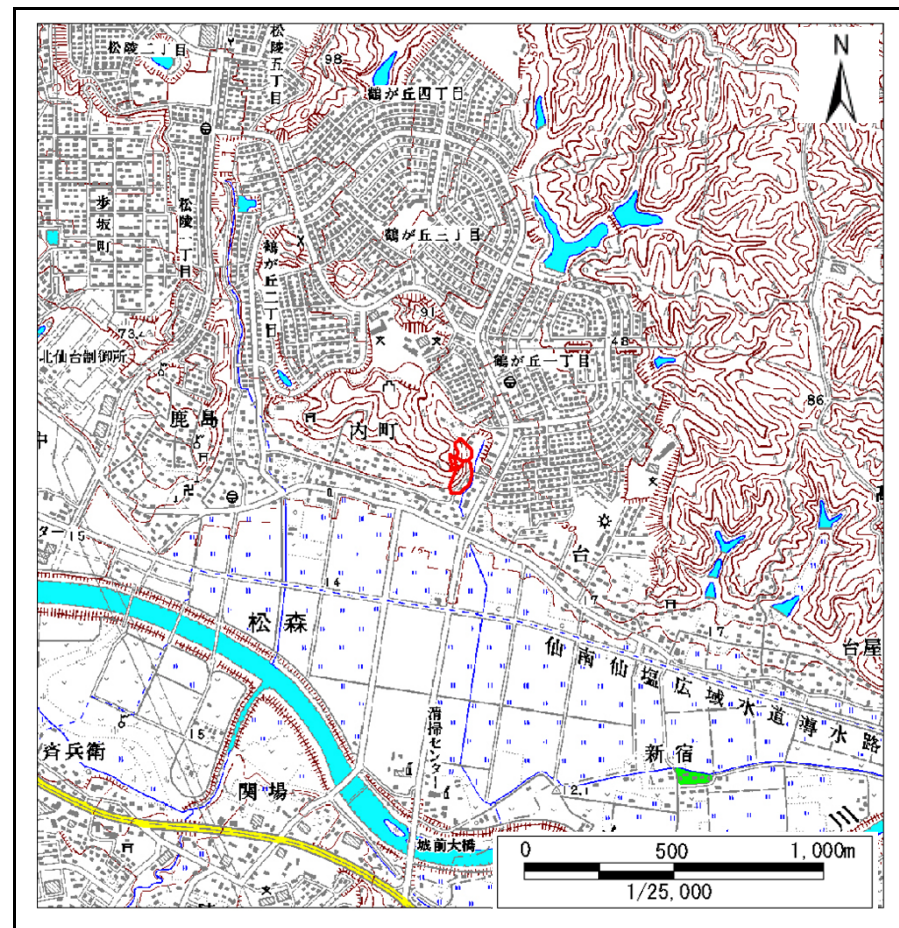 松陵二丁目
松陵五丁目
98
N
鶴が丘四丁目
歩坂町
松陵一丁目
鶴が丘三丁目
鶴が丘二丁目
91
73.4
北仙台制御所
鶴が丘一丁目
48
86
鹿島
内町
30
台
15
14
7
松森
17
台屋
仙南仙塩広域水道導水路
清掃センター
新宿
15
斉兵衛
関場
12.1
川
城前大橋
0 500 1,000m
1/25,000